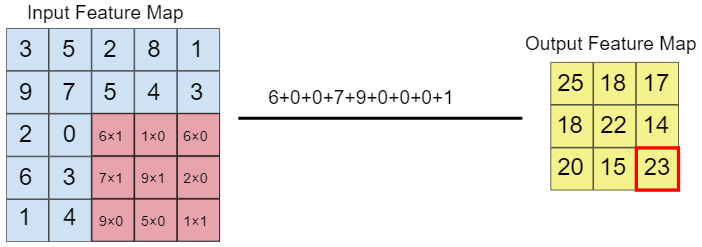 Input Feature Map
3 5 2 8 1
9 7 5 4 3
2 0 6×1 1×0 6×0
6 3 7×1 9×1 2×0
1 4 9×0 5×0 1×1
6+0+0+7+9+0+0+0+1
Output Feature Map
25 18 17
18 22 14
20 15 23